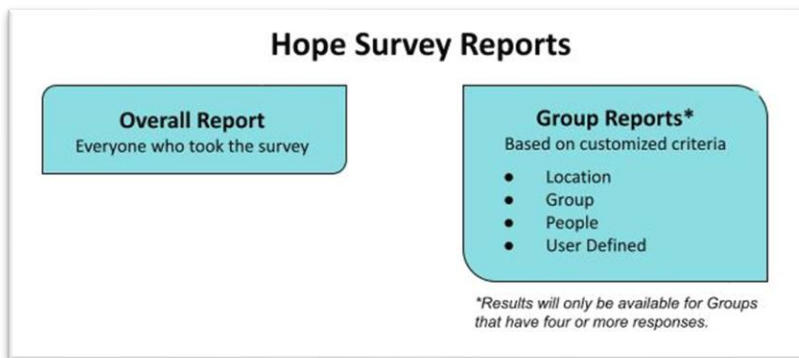 Hope Survey Reports
Overall Report
Everyone who took the survey
Group Reports*
Based on customized criteria
● Location
● Group
● People
● User Defined
*Results will only be available for Groups
that have four or more responses.